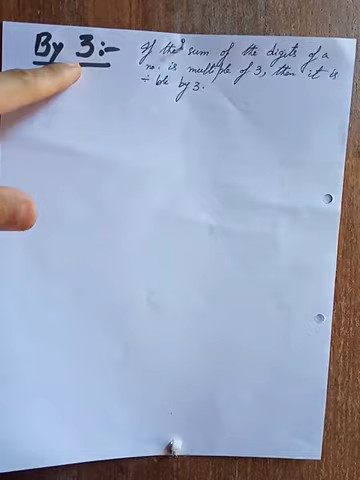 By 3:-
If the sum of the digits of a
no. is multiple of 3, then it is
÷ ble by 3.